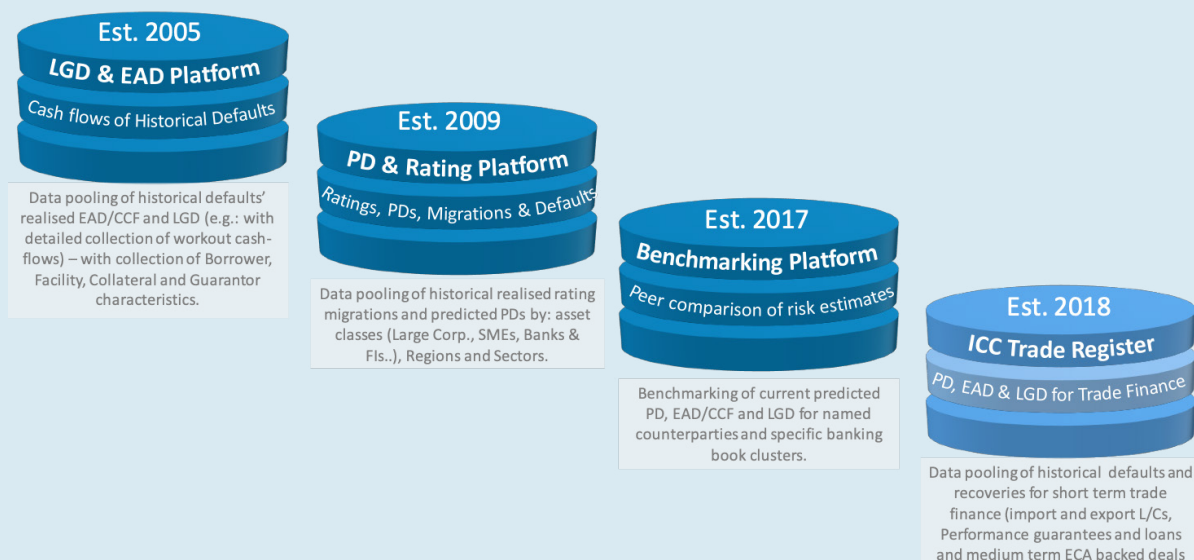 Est. 2005
LGD & EAD Platform
Cash flows of Historical Defaults
Data pooling of historical defaults'
realised EAD/CCF and LGD (e.g.: with
detailed collection of workout cash-
flows) – with collection of Borrower,
Facility, Collateral and Guarantor
characteristics.
Est. 2009
PD & Rating Platform
Ratings, PDs, Migrations & Defaults
Data pooling of historical realised rating
migrations and predicted PDs by: asset
classes (Large Corp., SMEs, Banks &
FIs..), Regions and Sectors.
Est. 2017
Benchmarking Platform
Peer comparison of risk estimates
Benchmarking of current predicted
PD, EAD/CCF and LGD for named
counterparties and specific banking
book clusters.
Est. 2018
ICC Trade Register
PD, EAD & LGD for Trade Finance
Data pooling of historical defaults and
recoveries for short term trade
finance (import and export L/Cs,
Performance guarantees and loans
and medium term ECA backed deals